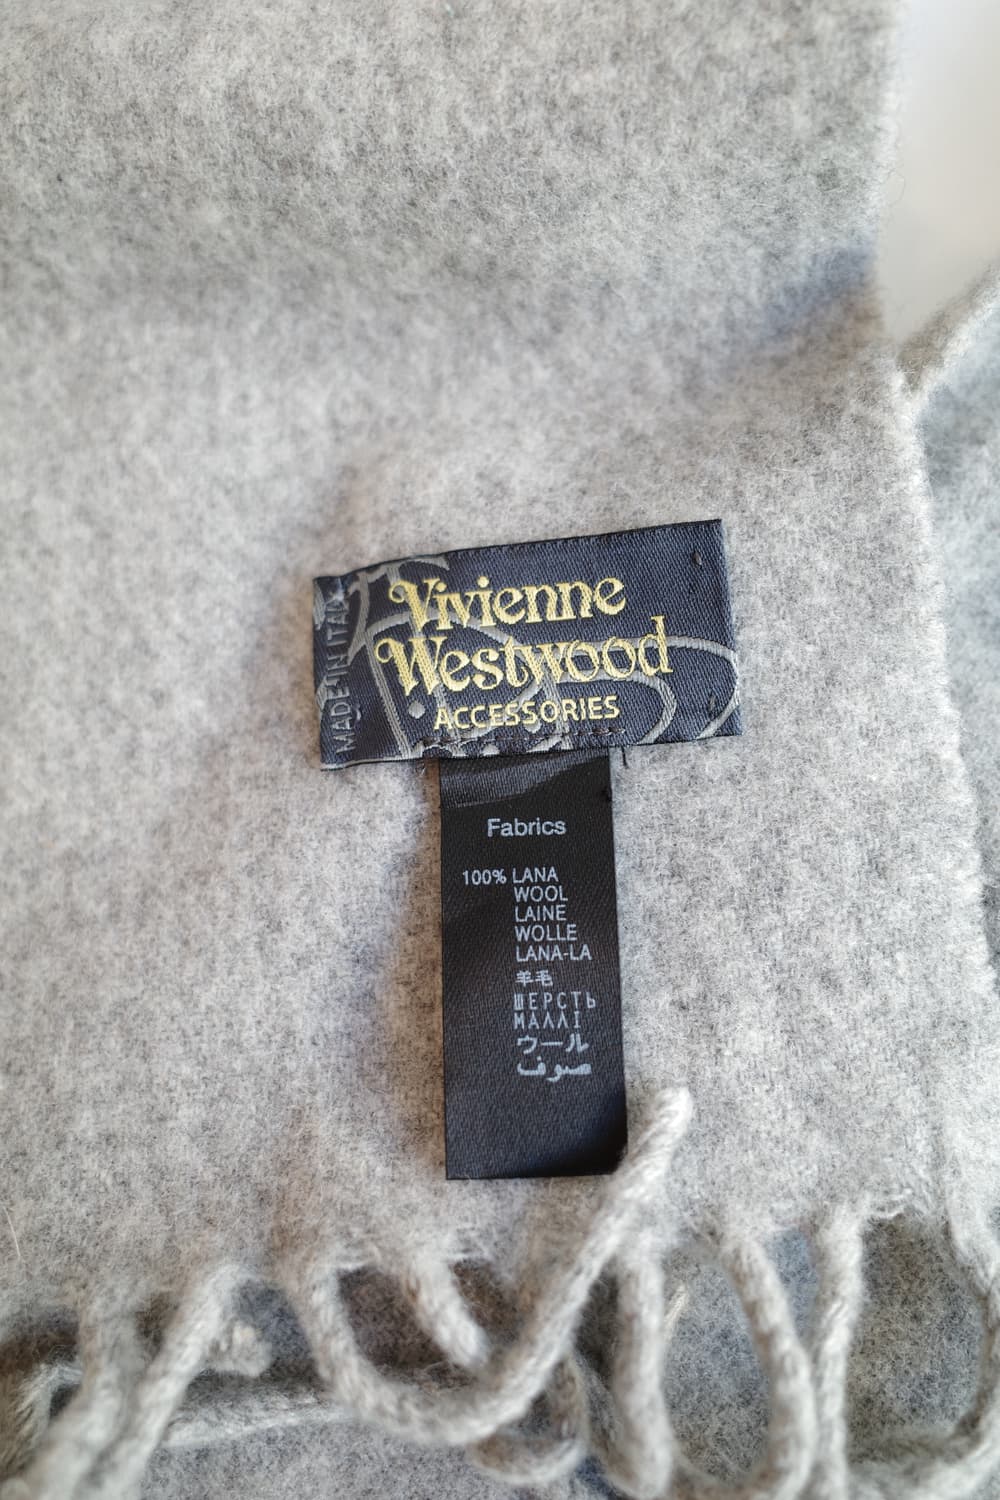 Vivienne
Westwood
ACCESSORIES
MADE IN ITALY
Fabrics
100% LANA
WOOL
LAINE
WOLLE
LANA-LA
羊毛
ШЕРСТЬ
ΜΑΛΛΙ
ウール
صوف